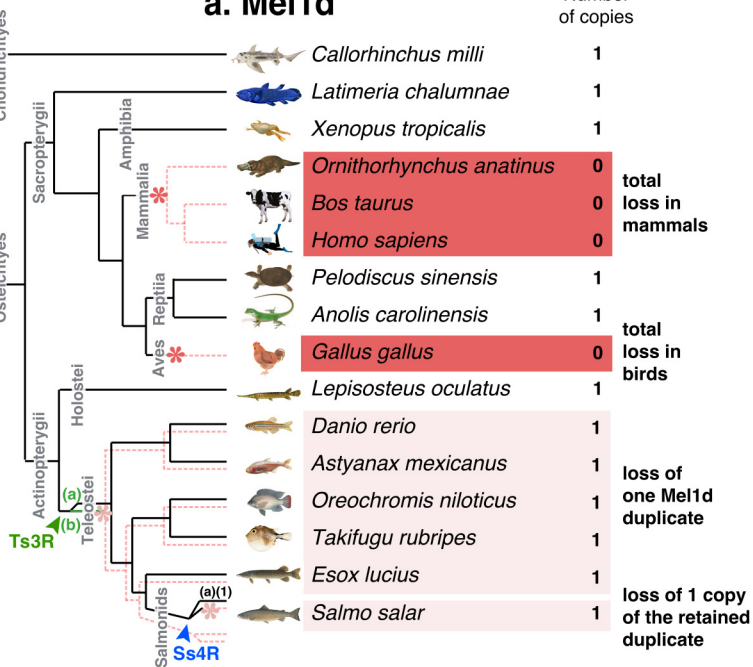 a. Mel1d
of copies
Callorhinchus milli 1
Latimeria chalumnae 1
Xenopus tropicalis 1
Ornithorhynchus anatinus 0
Bos taurus 0
Homo sapiens 0
total
loss in
mammals
Pelodiscus sinensis 1
Anolis carolinensis 1
Gallus gallus 0
total
loss in
birds
Lepisosteus oculatus 1
Danio rerio 1
Astyanax mexicanus 1
Oreochromis niloticus 1
Takifugu rubripes 1
Esox lucius 1
loss of
one Mel1d
duplicate
Salmo salar 1
loss of 1 copy
of the retained
duplicate
Sacropterygii
Amphibia
Mammalia
Reptiia
Aves
Holostei
Actinopterygii
Teleostei
(a)
(b)
Ts3R
Salmonids
(a)(1)
Ss4R